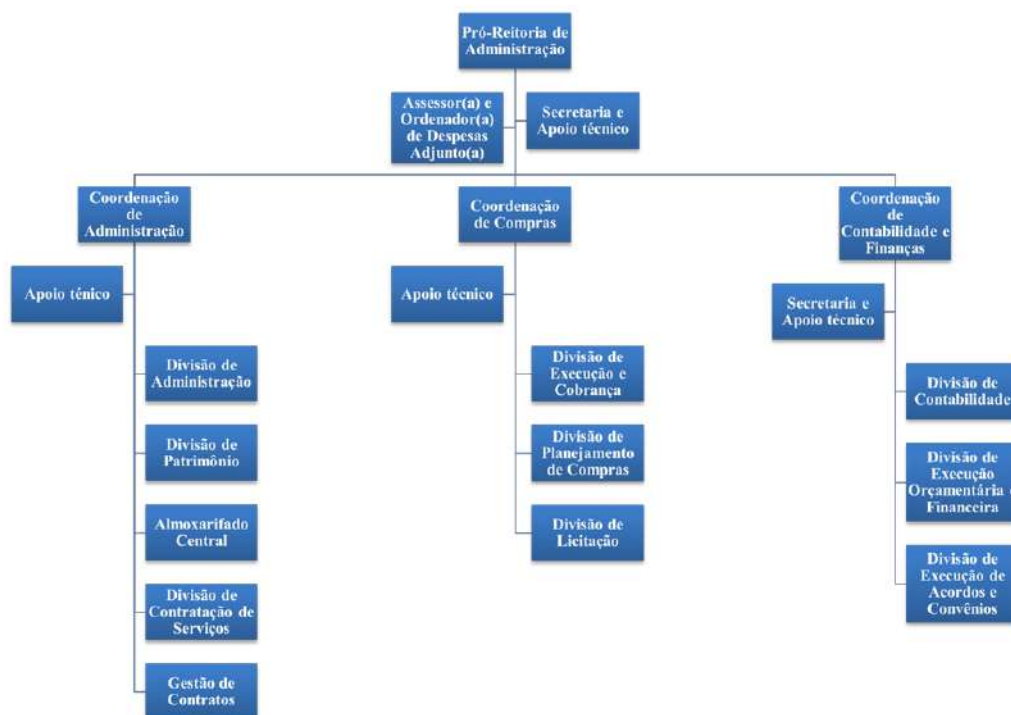 Pró-Reitoria de
Administração
Assessor(a) e
Ordenador(a)
de Despesas
Adjunto(a)
Secretaria e
Apoio técnico
Coordenação
de
Administração
Apoio ténico
Divisão de
Administração
Divisão de
Patrimônio
Almoxarifado
Central
Divisão de
Contratação de
Serviços
Gestão de
Contratos
Coordenação
de Compras
Apoio técnico
Divisão de
Execução e
Cobrança
Divisão de
Planejamento
de Compras
Divisão de
Licitação
Coordenação
de
Contabilidade e
Finanças
Secretaria e
Apoio técnico
Divisão de
Contabilidade
Divisão de
Execução
Orçamentária e
Financeira
Divisão de
Execução de
Acordos e
Convênios